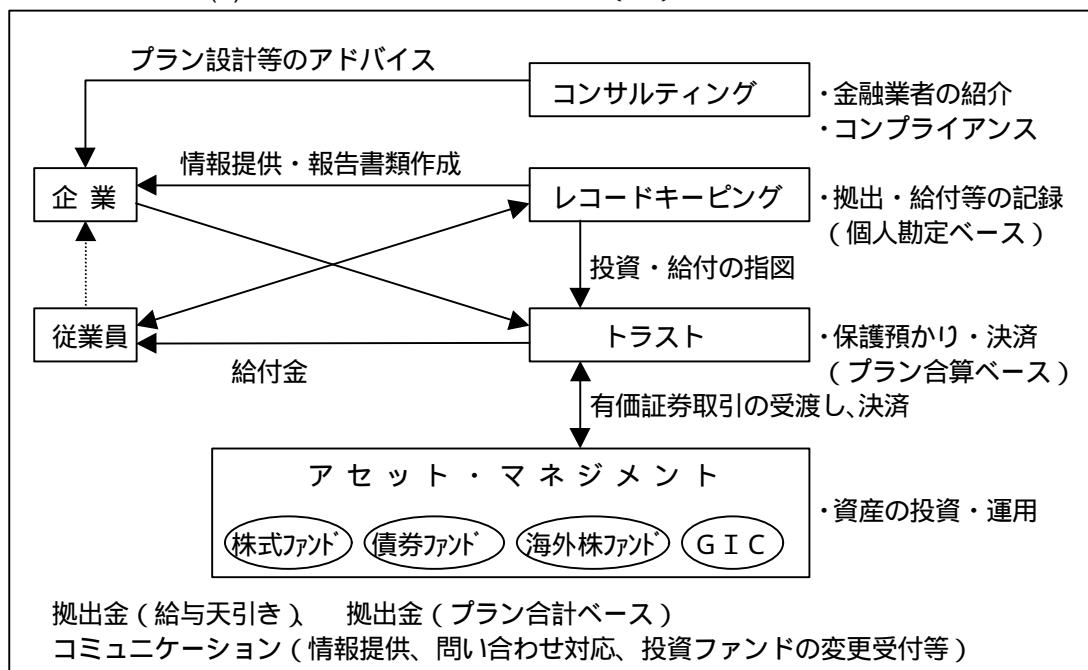 プラン設計等のアドバイス
コンサルティング
・金融業者の紹介
・コンプライアンス
情報提供・報告書類作成
企 業
レコードキーピング
・拠出・給付等の記録
(個人勘定ベース)
投資・給付の指図
従業員
トラスト
・保護預かり・決済
(プラン合算ベース)
給付金
有価証券取引の受渡し、決済
ア セ ッ ト ・ マ ネ ジ メ ン ト
・資産の投資・運用
株式ファンド 債券ファンド 海外株ファンド GIC
拠出金(給与天引き)、 拠出金(プラン合計ベース)
コミュニケーション(情報提供、問い合わせ対応、投資ファンドの変更受付等)